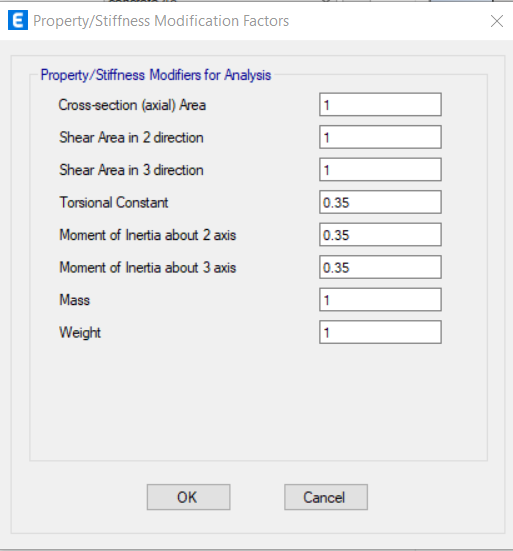 E Property/Stiffness Modification Factors
Property/Stiffness Modifiers for Analysis
Cross-section (axial) Area 1
Shear Area in 2 direction 1
Shear Area in 3 direction 1
Torsional Constant 0.35
Moment of Inertia about 2 axis 0.35
Moment of Inertia about 3 axis 0.35
Mass 1
Weight 1
OK Cancel